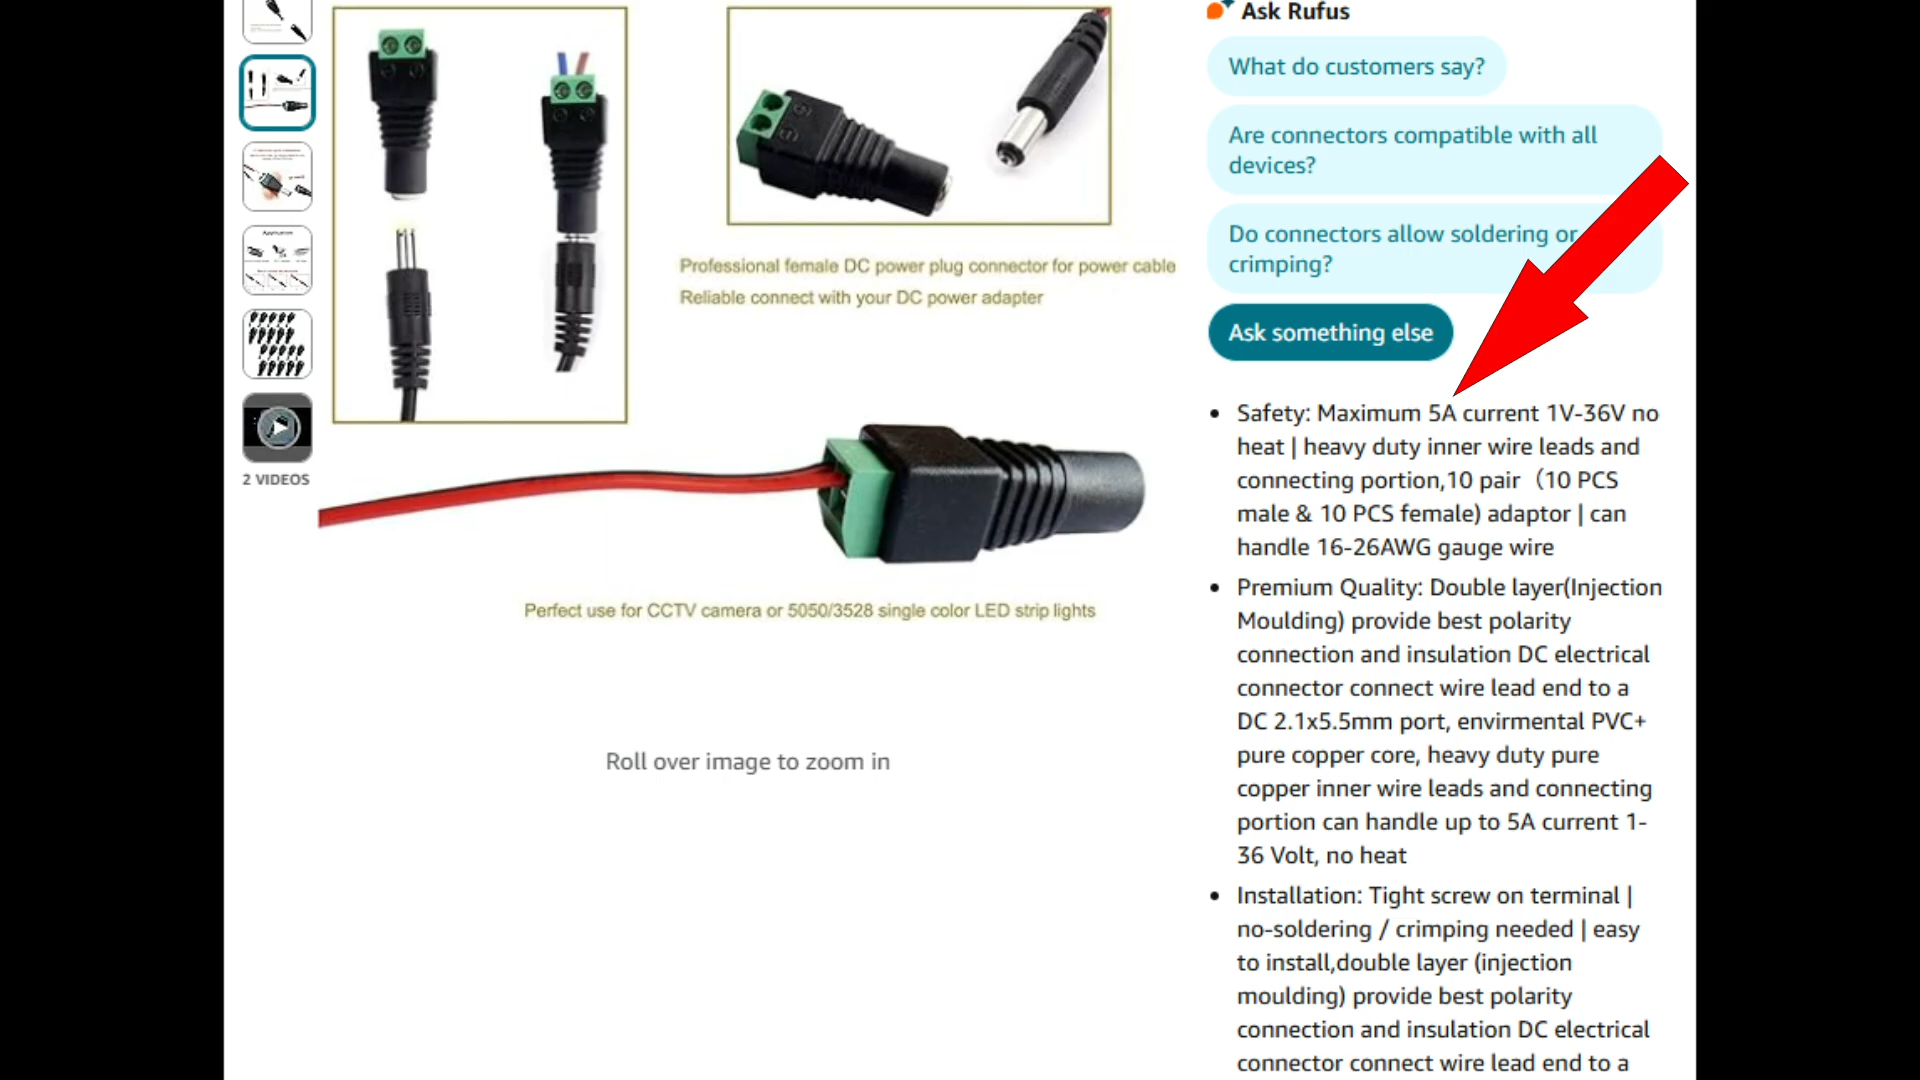 Ask Rufus
What do customers say?
Are connectors compatible with all
devices?
Do connectors allow soldering or
crimping?
Ask something else
Professional female DC power plug connector for power cable
Reliable connect with your DC power adapter
Perfect use for CCTV camera or 5050/3528 single color LED strip lights
Roll over image to zoom in
2 VIDEOS
Safety: Maximum 5A current 1V-36V no
heat | heavy duty inner wire leads and
connecting portion,10 pair（10 PCS
male & 10 PCS female) adaptor | can
handle 16-26AWG gauge wire
Premium Quality: Double layer(Injection
Moulding) provide best polarity
connection and insulation DC electrical
connector connect wire lead end to a
DC 2.1x5.5mm port, envirmental PVC+
pure copper core, heavy duty pure
copper inner wire leads and connecting
portion can handle up to 5A current 1-
36 Volt, no heat
Installation: Tight screw on terminal |
no-soldering / crimping needed | easy
to install,double layer (injection
moulding) provide best polarity
connection and insulation DC electrical
connector connect wire lead end to a